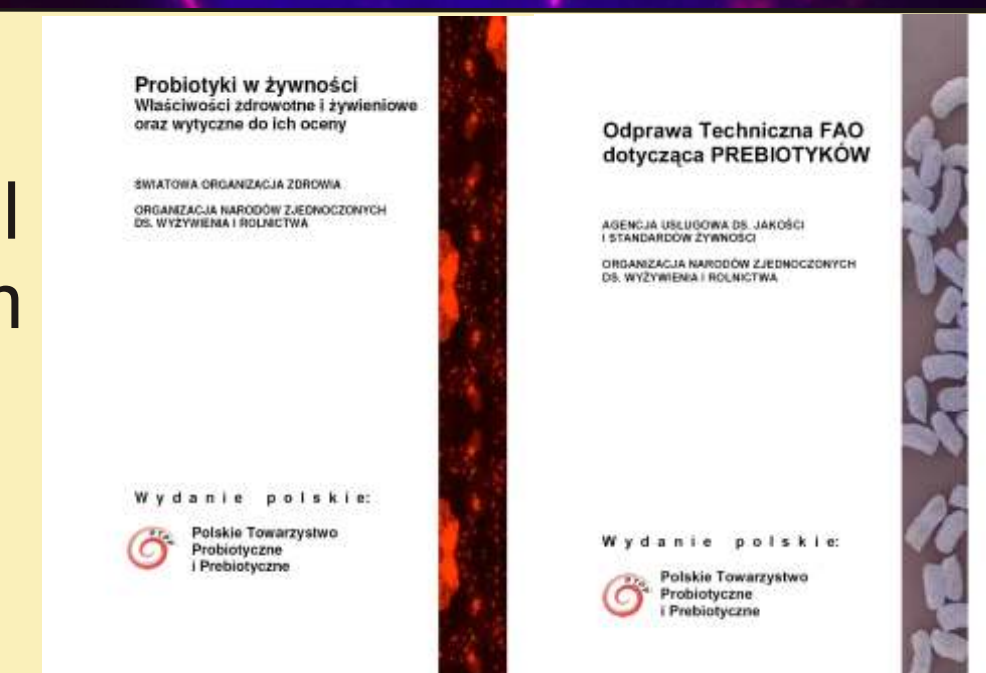 l
n
Probiotyki w żywności
Właściwości zdrowotne i żywieniowe
oraz wytyczne do ich oceny
ŚWIATOWA ORGANIZACJA ZDROWIA
ORGANIZACJA NARODÓW ZJEDNOCZONYCH
DS. WYŻYWIENIA I ROLNICTWA
Wydanie polskie:
PTPP
Polskie Towarzystwo
Probiotyczne
i Prebiotyczne
Odprawa Techniczna FAO
dotycząca PREBIOTYKÓW
AGENCJA USŁUGOWA DS. JAKOŚCI
I STANDARDÓW ŻYWNOŚCI
ORGANIZACJA NARODÓW ZJEDNOCZONYCH
DS. WYŻYWIENIA I ROLNICTWA
Wydanie polskie:
PTPP
Polskie Towarzystwo
Probiotyczne
i Prebiotyczne